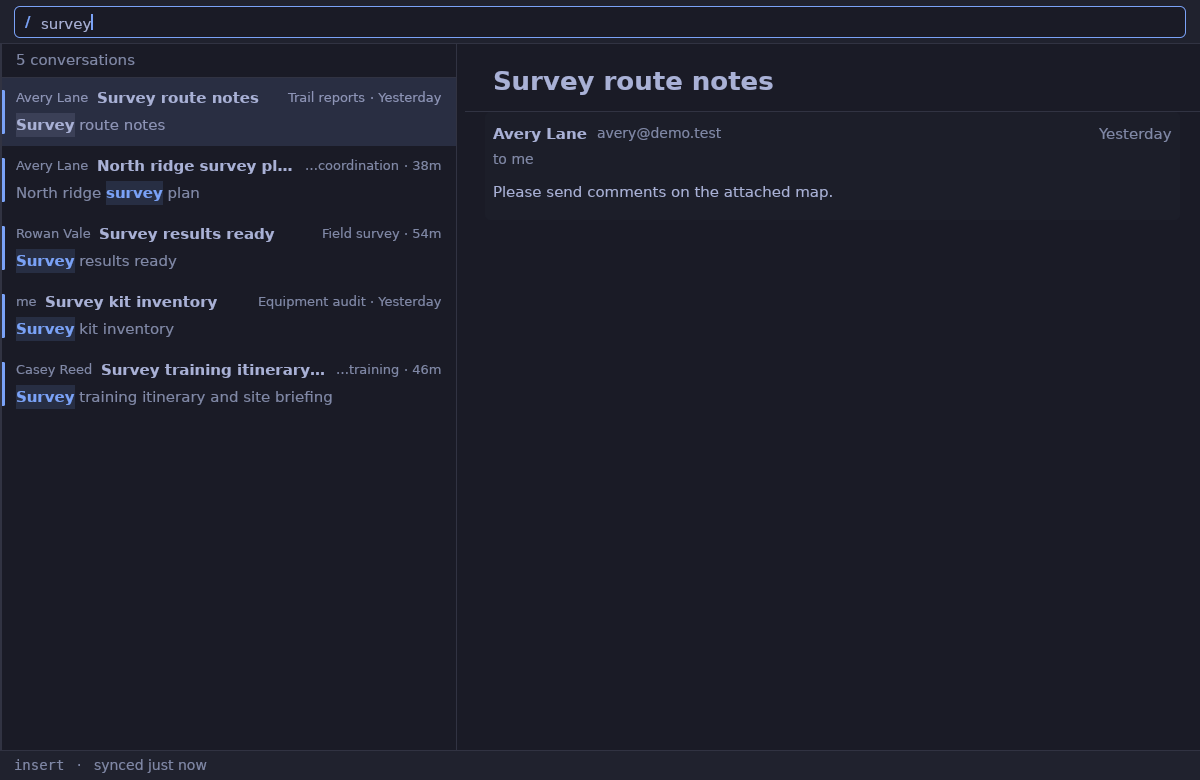 / survey
5 conversations
Avery Lane Survey route notes Trail reports · Yesterday
Survey route notes
Avery Lane North ridge survey pl… …coordination · 38m
North ridge survey plan
Rowan Vale Survey results ready Field survey · 54m
Survey results ready
me Survey kit inventory Equipment audit · Yesterday
Survey kit inventory
Casey Reed Survey training itinerary… …training · 46m
Survey training itinerary and site briefing
Survey route notes
Avery Lane avery@demo.test Yesterday
to me
Please send comments on the attached map.
insert · synced just now